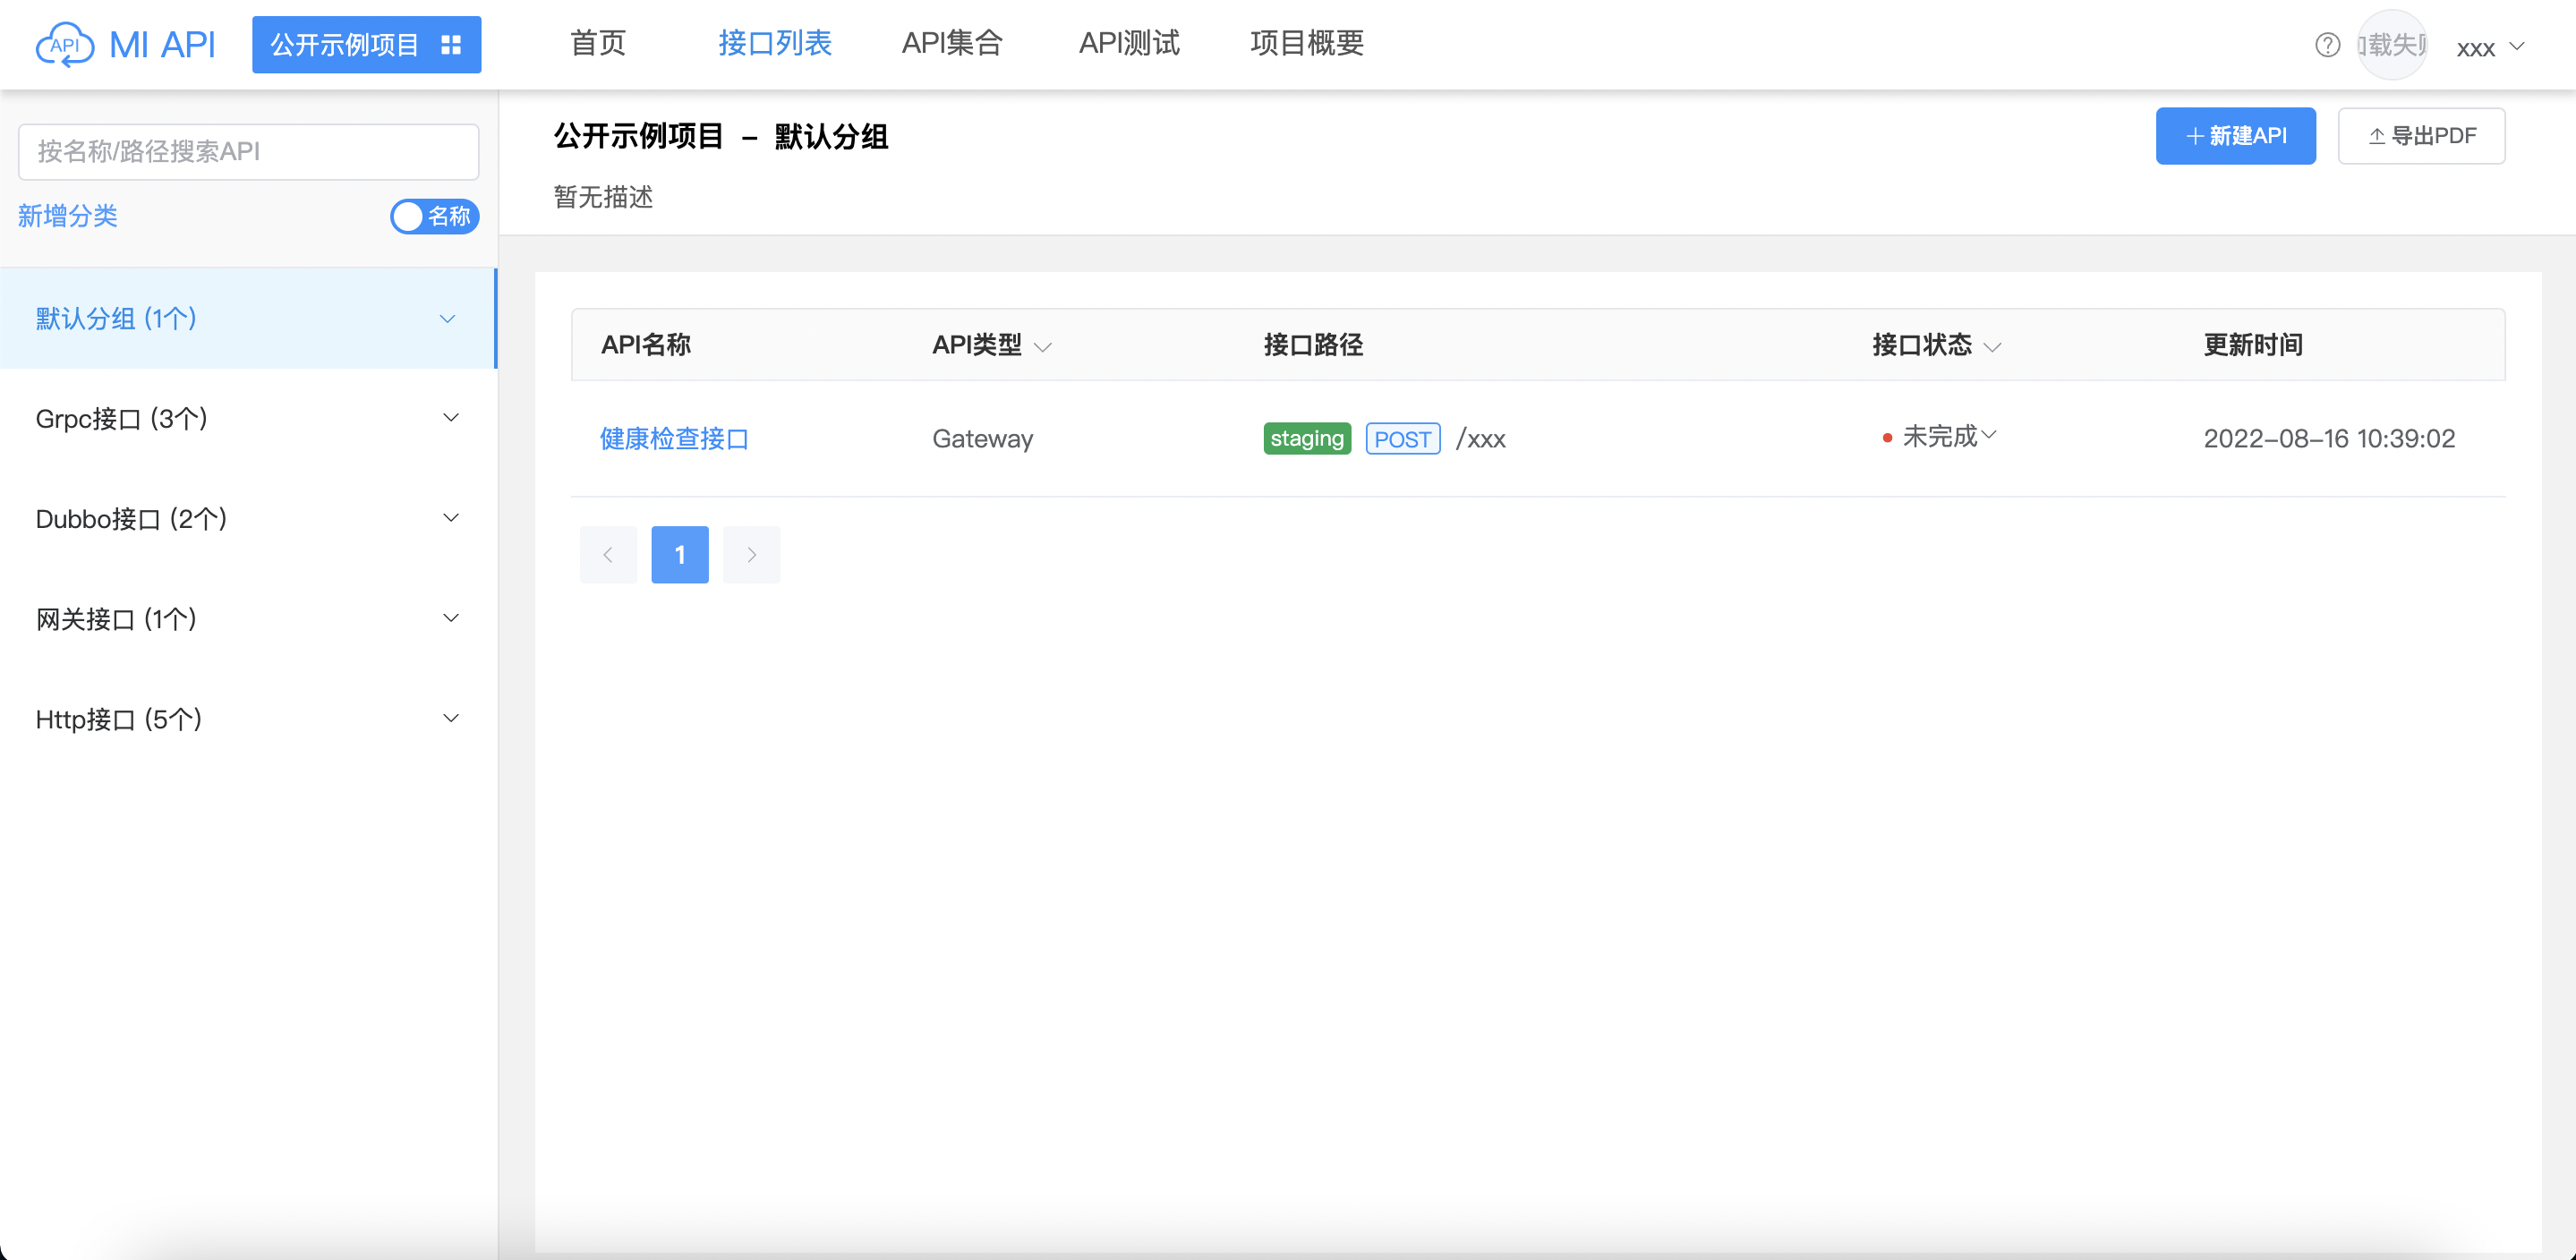 API MI API 公开示例项目 首页 接口列表 API集合 API测试 项目概要 加载失败 xxx
按名称/路径搜索API
新增分类 名称
默认分组 (1个)
Grpc接口 (3个)
Dubbo接口 (2个)
网关接口 (1个)
Http接口 (5个)
公开示例项目 – 默认分组
新建API 导出PDF
暂无描述
API名称 API类型 接口路径 接口状态 更新时间
健康检查接口 Gateway staging POST /xxx 未完成 2022-08-16 10:39:02
1